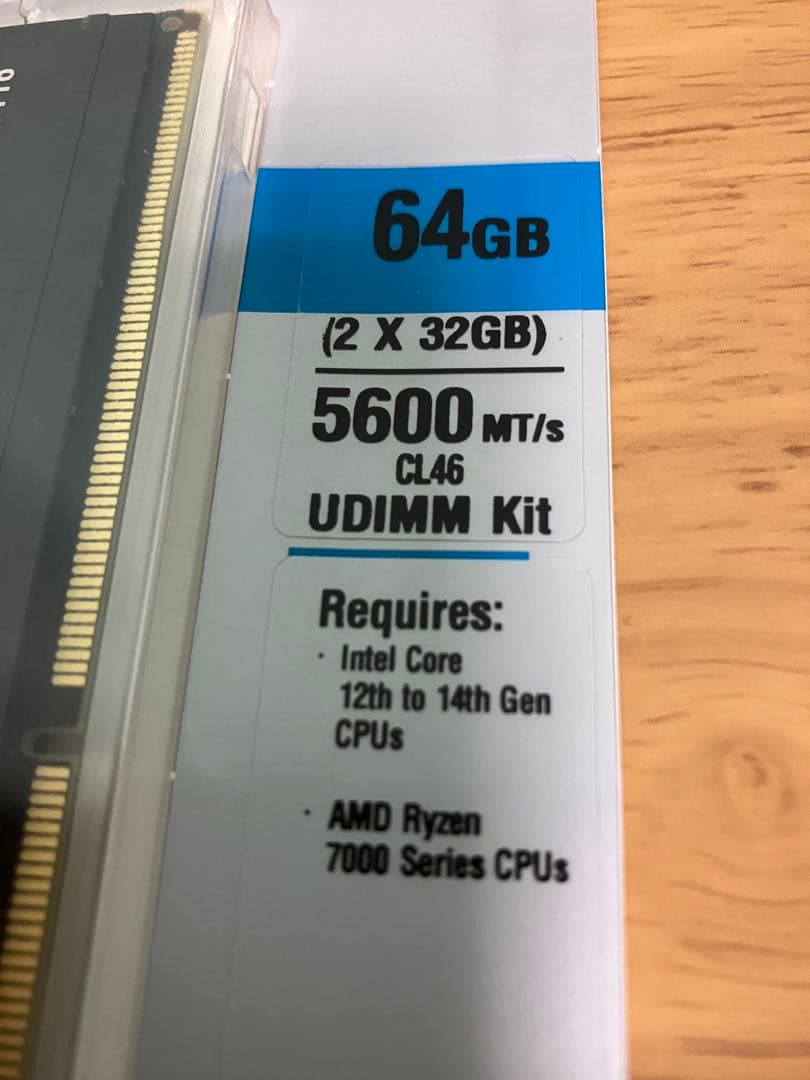 64GB
(2 X 32GB)
5600 MT/s
CL46
UDIMM Kit
Requires:
· Intel Core
12th to 14th Gen
CPUs
· AMD Ryzen
7000 Series CPUs